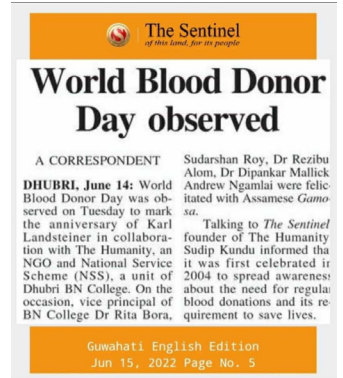 The Sentinel
of this land, for its people
World Blood Donor
Day observed
A CORRESPONDENT
DHUBRI, June 14: World
Blood Donor Day was ob-
served on Tuesday to mark
the anniversary of Karl
Landsteiner in collabora-
tion with The Humanity, an
NGO and National Service
Scheme (NSS), a unit of
Dhubri BN College. On the
occasion, vice principal of
BN College Dr Rita Bora,
Sudarshan Roy, Dr Rezibu
Alom, Dr Dipankar Mallick
Andrew Ngamlai were felic
itated with Assamese Gamo
sa.
Talking to The Sentinel
founder of The Humanity
Sudip Kundu informed tha
it was first celebrated in
2004 to spread awareness
about the need for regular
blood donations and its re
quirement to save lives.
Guwahati English Edition
Jun 15, 2022 Page No. 5